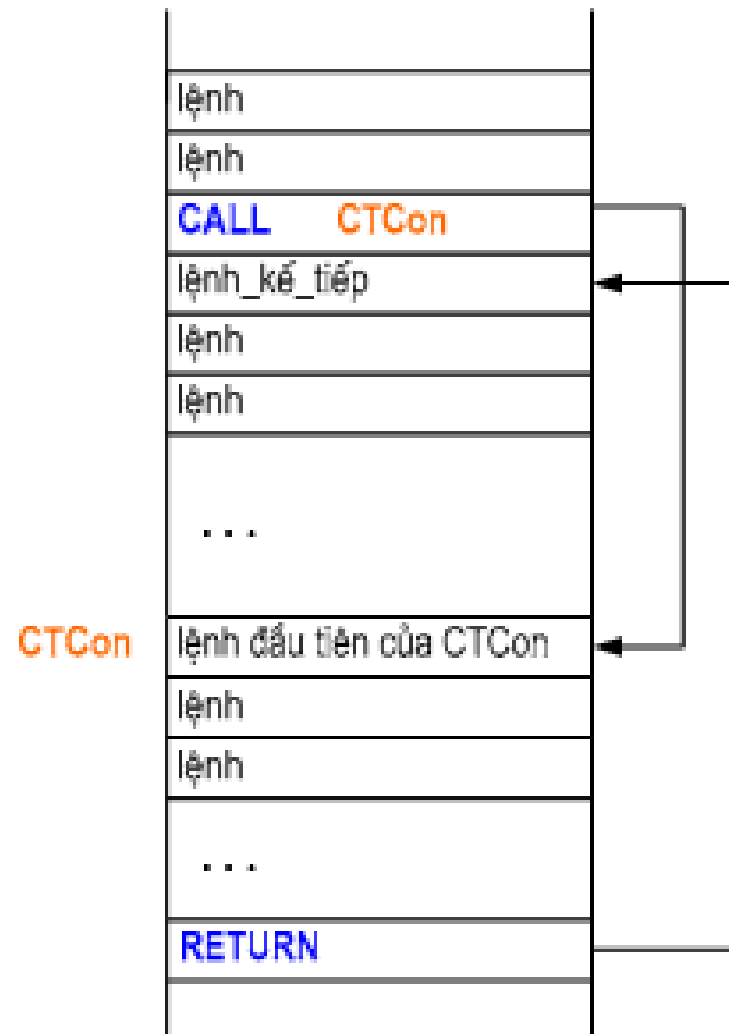 lệnh
lệnh
CALL CTCon
lệnh_kế_tiếp
lệnh
lệnh
. . .
CTCon lệnh đầu tiên của CTCon
lệnh
lệnh
. . .
RETURN